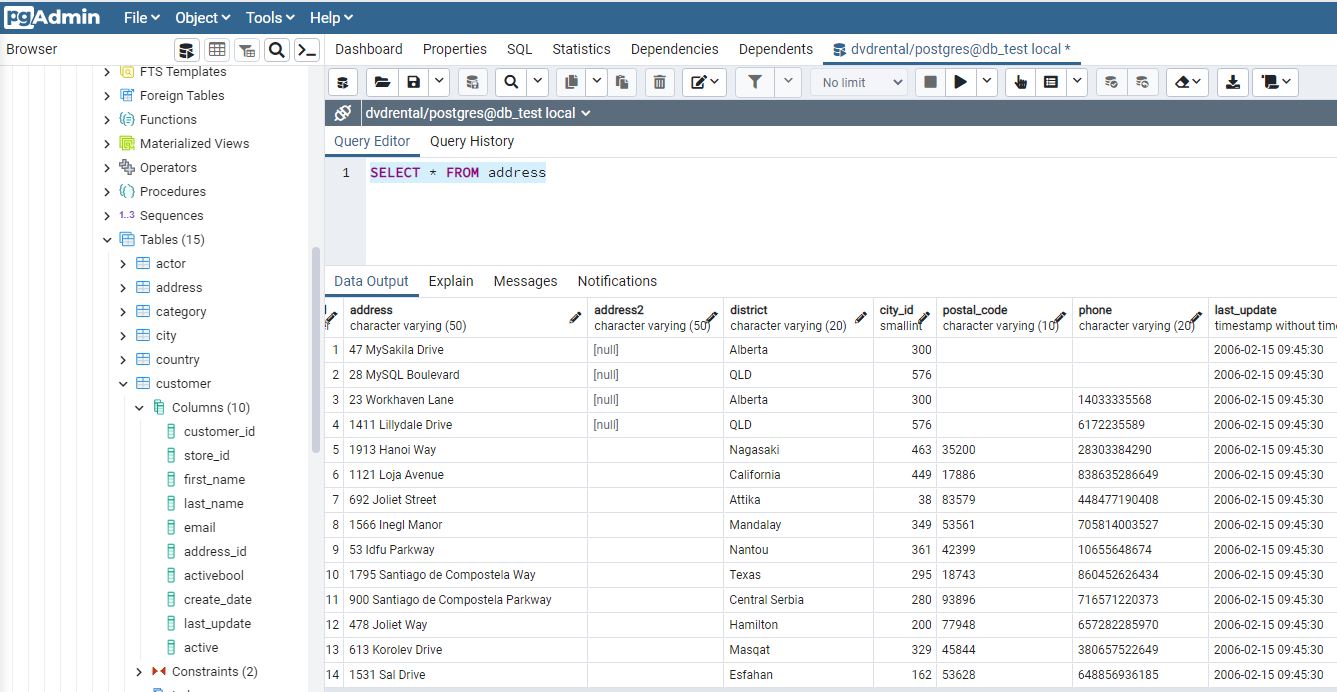 pgAdmin File Object Tools Help
Browser
Dashboard Properties SQL Statistics Dependencies Dependents dvdrental/postgres@db_test local *
No limit
dvdrental/postgres@db_test local
Query Editor Query History
1 SELECT * FROM address
FTS Templates
Foreign Tables
Functions
Materialized Views
Operators
Procedures
1..3 Sequences
Tables (15)
actor
address
category
city
country
customer
Columns (10)
customer_id
store_id
first_name
last_name
email
address_id
activebool
create_date
last_update
active
Constraints (2)
Data Output Explain Messages Notifications
address address2 district city_id postal_code phone last_update
character varying (50) character varying (50) character varying (20) smallint character varying (10) character varying (20) timestamp without time
1 47 MySakila Drive [null] Alberta 300 2006-02-15 09:45:30
2 28 MySQL Boulevard [null] QLD 576 2006-02-15 09:45:30
3 23 Workhaven Lane [null] Alberta 300 14033335568 2006-02-15 09:45:30
4 1411 Lillydale Drive [null] QLD 576 6172235589 2006-02-15 09:45:30
5 1913 Hanoi Way Nagasaki 463 35200 28303384290 2006-02-15 09:45:30
6 1121 Loja Avenue California 449 17886 838635286649 2006-02-15 09:45:30
7 692 Joliet Street Attika 38 83579 448477190408 2006-02-15 09:45:30
8 1566 Inegl Manor Mandalay 349 53561 705814003527 2006-02-15 09:45:30
9 53 Idfu Parkway Nantou 361 42399 10655648674 2006-02-15 09:45:30
10 1795 Santiago de Compostela Way Texas 295 18743 860452626434 2006-02-15 09:45:30
11 900 Santiago de Compostela Parkway Central Serbia 280 93896 716571220373 2006-02-15 09:45:30
12 478 Joliet Way Hamilton 200 77948 657282285970 2006-02-15 09:45:30
13 613 Korolev Drive Masqat 329 45844 380657522649 2006-02-15 09:45:30
14 1531 Sal Drive Esfahan 162 53628 648856936185 2006-02-15 09:45:30